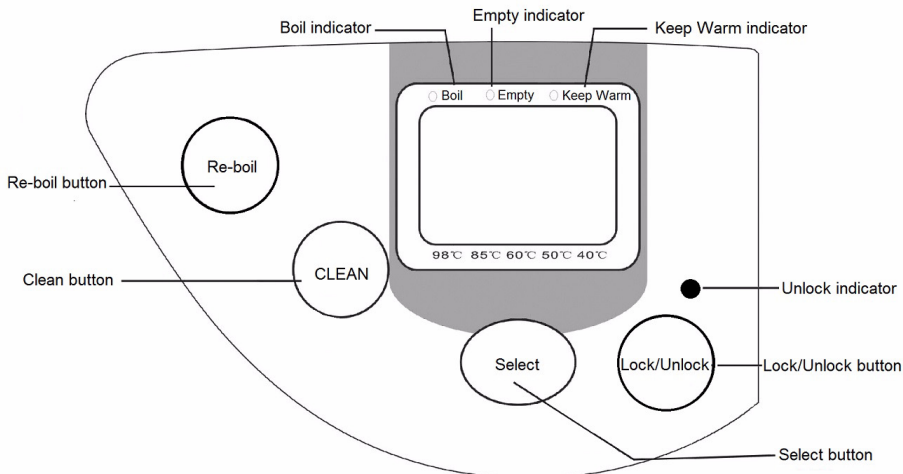 Empty indicator
Boil indicator
Keep Warm indicator
Boil
Empty
Keep Warm
Re-boil
Re-boil button
98℃ 85℃ 60℃ 50℃ 40℃
CLEAN
Clean button
Unlock indicator
Select
Lock/Unlock
Lock/Unlock button
Select button